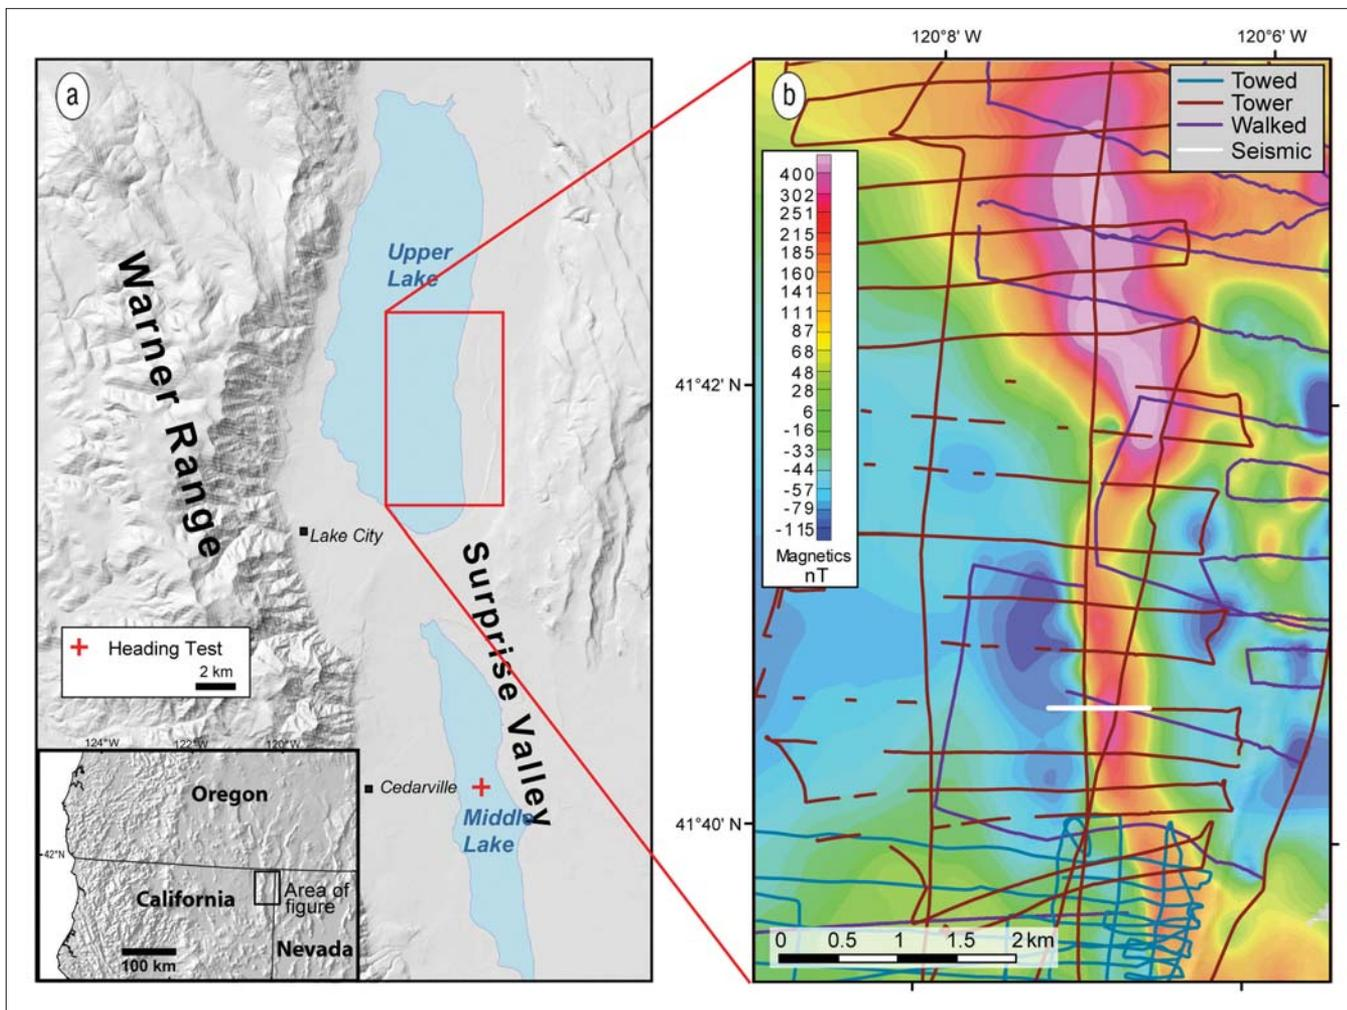 a
Upper
Lake
Warner Range
Lake City
Surprise Valley
+ Heading Test
2 km
Cedarville
Middle
Lake
124°W
122°W
120°W
Oregon
42°N
California
Area of
figure
Nevada
100 km
120°8' W
120°6' W
b
Towed
Tower
Walked
Seismic
400
302
251
215
185
160
141
111
87
68
48
28
6
-16
-33
-44
-57
-79
-115
Magnetics
nT
41°42' N
41°40' N
0 0.5 1 1.5 2 km